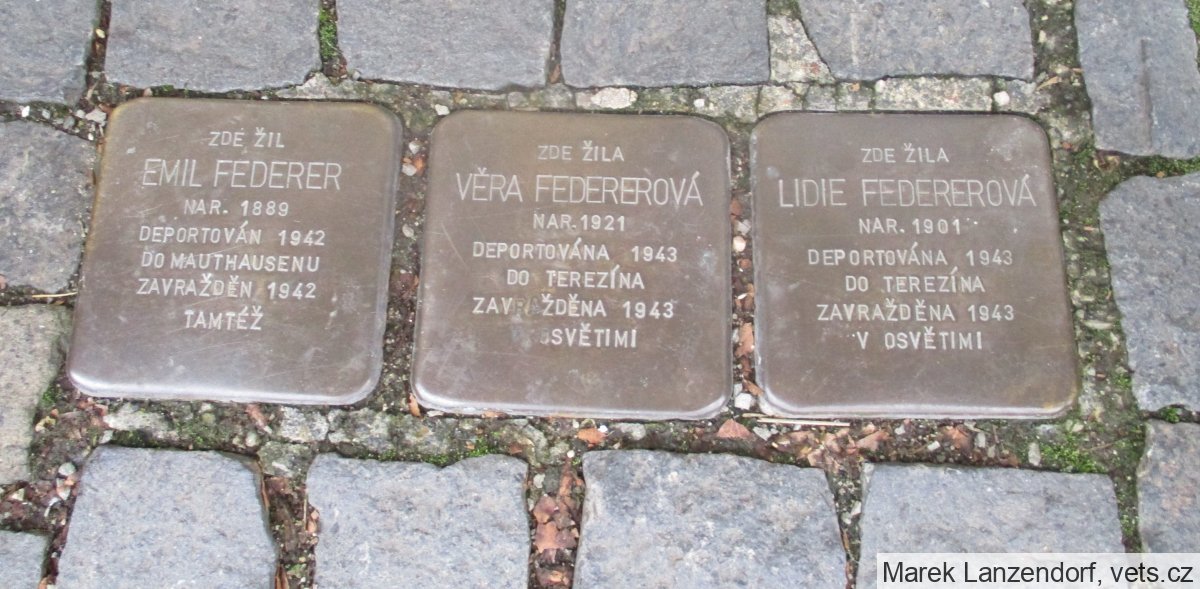 ZDE ŽIL
EMIL FEDERER
NAR. 1889
DEPORTOVÁN 1942
DO MAUTHAUSENU
ZAVRAŽDĚN 1942
TAMTÉŽ
ZDE ŽILA
VĚRA FEDEREROVÁ
NAR.1921
DEPORTOVÁNA 1943
DO TEREZÍNA
ZAVRAŽDĚNA 1943
OSVĚTIMI
ZDE ŽILA
LIDIE FEDEREROVÁ
NAR.1901
DEPORTOVÁNA 1943
DO TEREZÍNA
ZAVRAŽDĚNA 1943
V OSVĚTIMI
Marek Lanzendorf, vets.cz